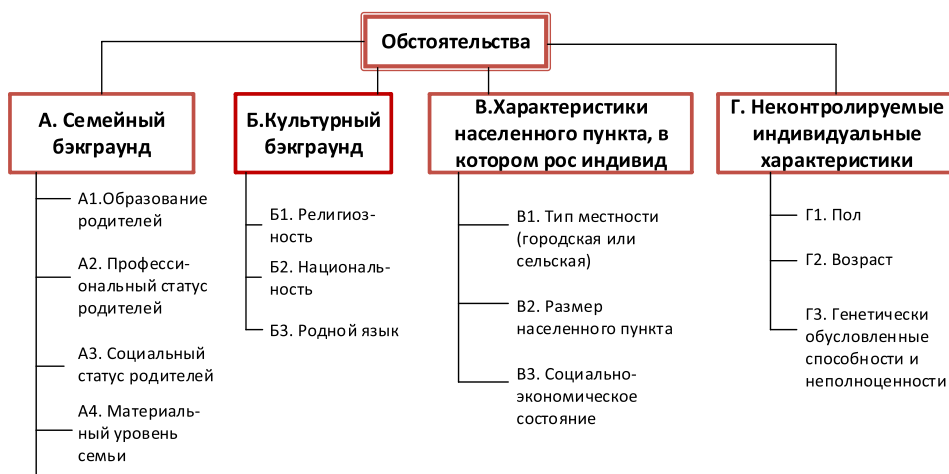 Обстоятельства
А. Семейный
бэкграунд
А1.Образование
родителей
А2. Професси-
ональный статус
родителей
А3. Социальный
статус родителей
А4. Материаль-
ный уровень
семьи
Б.Культурный
бэкграунд
Б1. Религиоз-
ность
Б2. Националь-
ность
Б3. Родной язык
В.Характеристики
населенного пункта, в
котором рос индивид
В1. Тип местности
(городская или
сельская)
В2. Размер
населенного пункта
В3. Социально-
экономическое
состояние
Г. Неконтролируемые
индивидуальные
характеристики
Г1. Пол
Г2. Возраст
Г3. Генетически
обусловленные
способности и
неполноценности